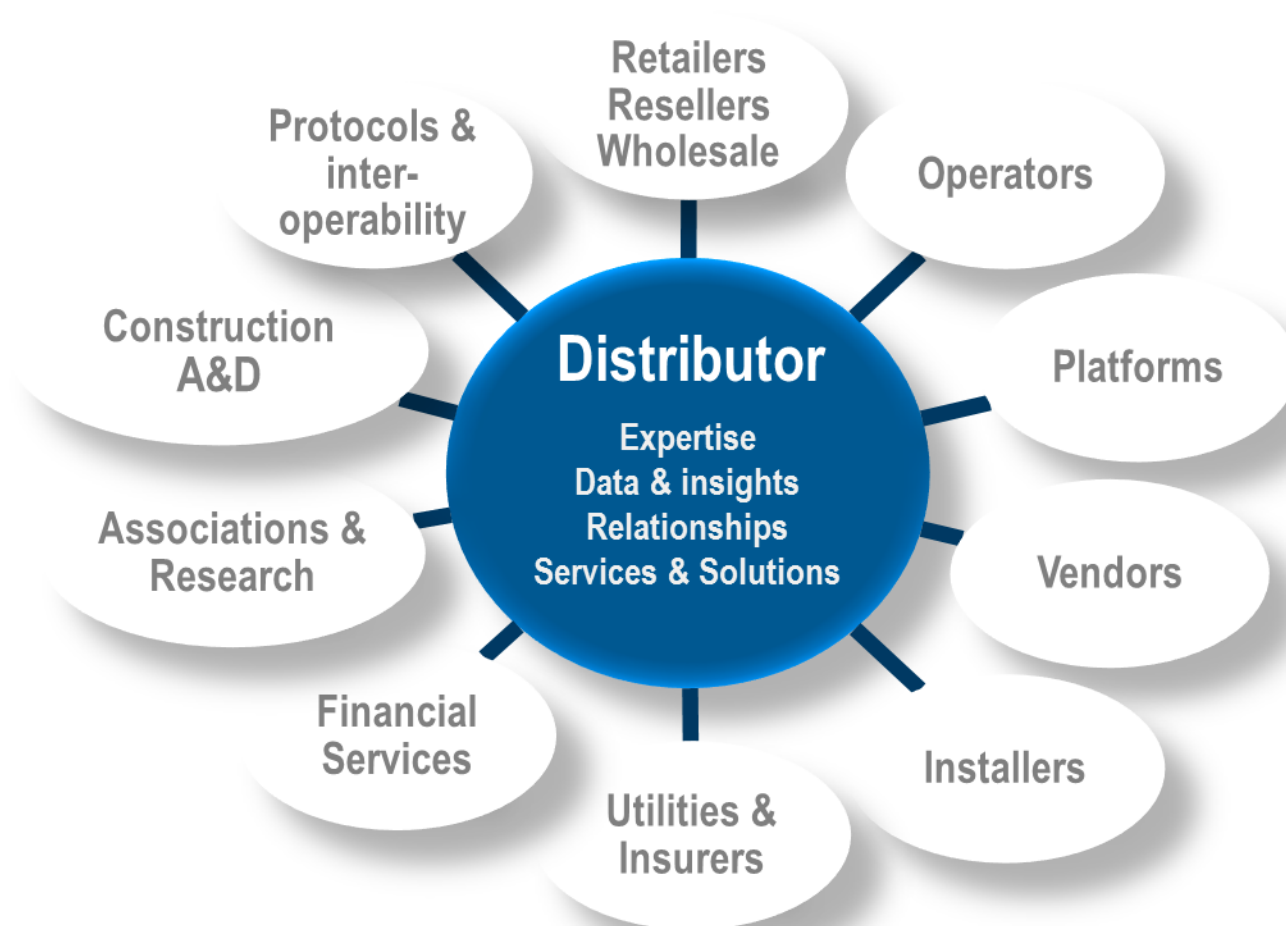 Retailers
Resellers
Wholesale
Operators
Platforms
Vendors
Installers
Utilities &
Insurers
Financial
Services
Associations &
Research
Construction
A&D
Protocols &
inter-
operability
Distributor
Expertise
Data & insights
Relationships
Services & Solutions